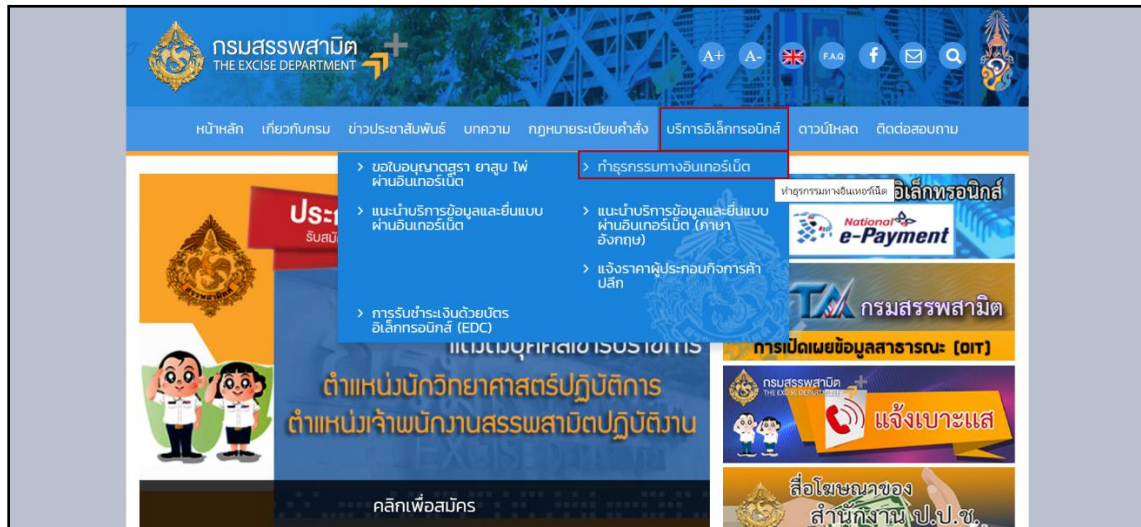 กรมสรรพสามิต
THE EXCISE DEPARTMENT
A+ A- F.A.Q f
หน้าหลัก เกี่ยวกับกรม ข่าวประชาสัมพันธ์ บทความ กฎหมายระเบียบคำสั่ง บริการอิเล็กทรอนิกส์ ดาวน์โหลด ติดต่อสอบถาม
> ขอใบอนุญาตสุรา ยาสูบ ไพ่
ผ่านอินเทอร์เน็ต
> ทำธุรกรรมทางอินเทอร์เน็ต
ทำธุรกรรมทางอินเทอร์เน็ต
> แนะนำบริการข้อมูลและยื่นแบบ
ผ่านอินเทอร์เน็ต
> แนะนำบริการข้อมูลและยื่นแบบ
ผ่านอินเทอร์เน็ต (ภาษา
อังกฤษ)
> แจ้งราคาผู้ประกอบกิจการค้า
ปลีก
> การรับชำระเงินด้วยบัตร
อิเล็กทรอนิกส์ (EDC)
ตำแหน่งนักวิทยาศาสตร์ปฏิบัติการ
ตำแหน่งเจ้าพนักงานสรรพสามิตปฏิบัติงาน
คลิกเพื่อสมัคร
อิเล็กทรอนิกส์
National
e-Payment
ITA กรมสรรพสามิต
การเปิดเผยข้อมูลสาธารณะ (OIT)
กรมสรรพสามิต
THE EXCISE DEPARTMENT
แจ้งเบาะแส
สื่อโฆษณาของ
สำนักงาน ป.ป.ช.